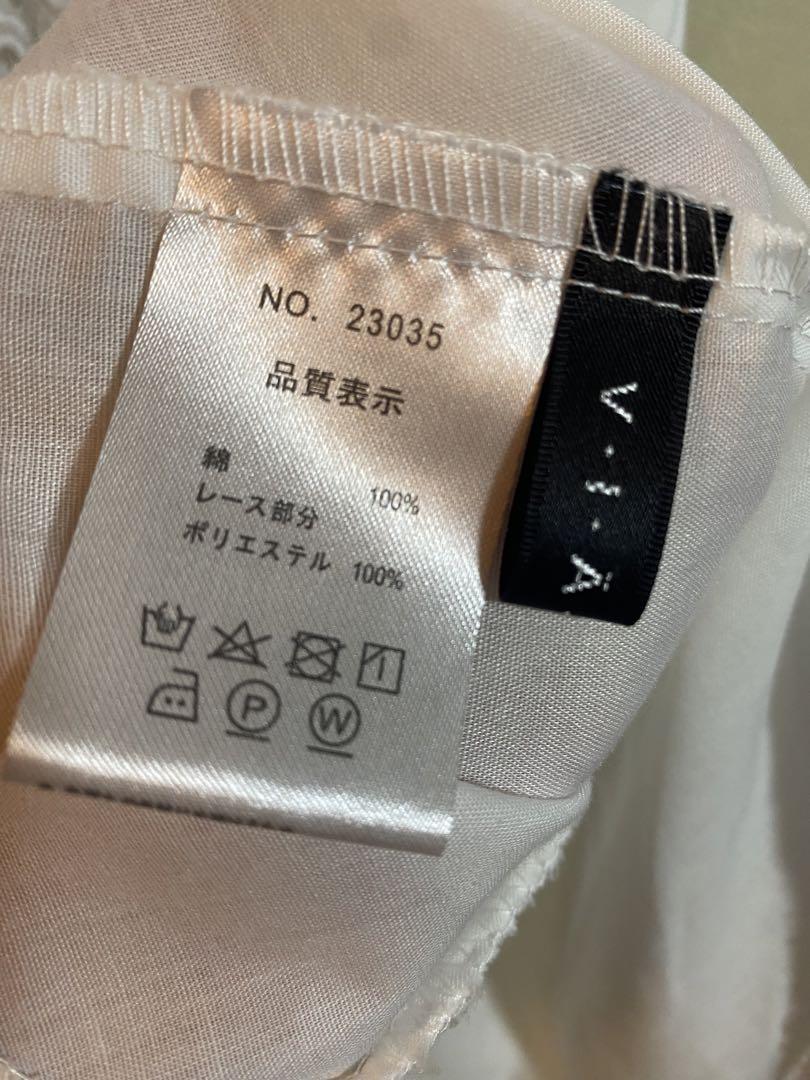 NO. 23035
品質表示
綿 100%
レース部分
ポリエステル 100%
P W
V·I·Ä